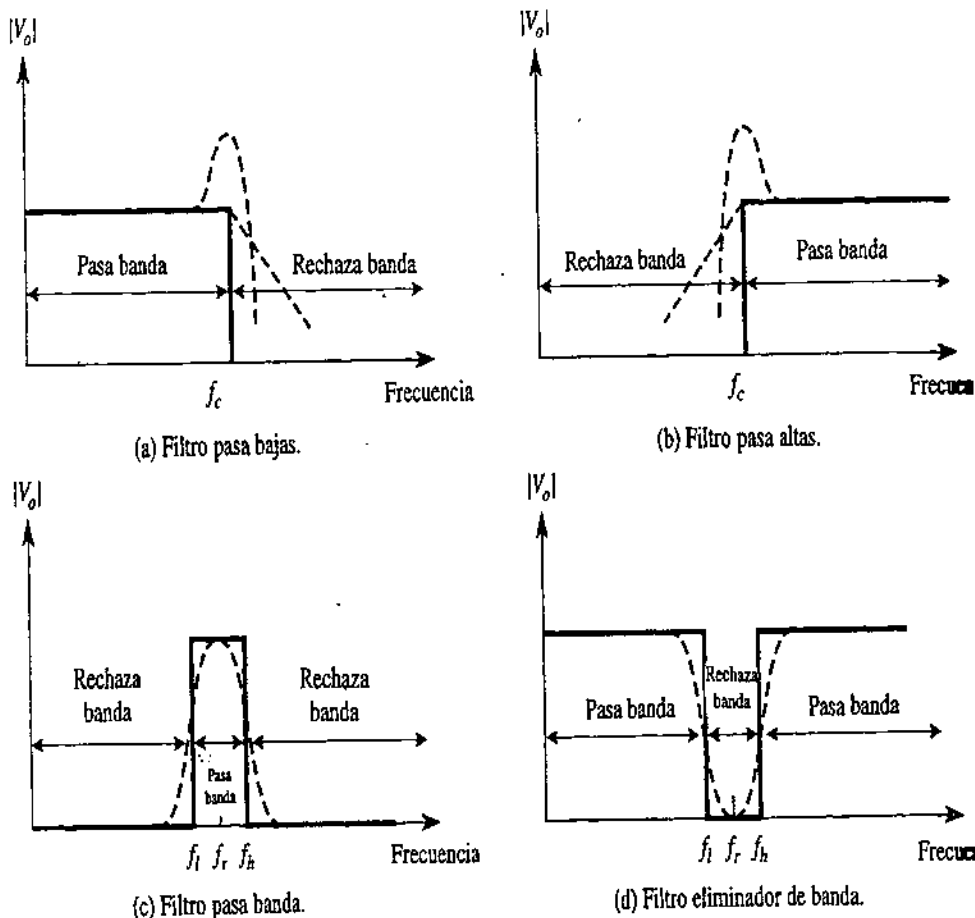 |V_o|
Pasa banda
Rechaza banda
f_c
Frecuencia
(a) Filtro pasa bajas.
|V_o|
Rechaza banda
Pasa banda
f_c
Frecuen
(b) Filtro pasa altas.
|V_o|
Rechaza
banda
Pasa
banda
Rechaza
banda
f_l f_r f_h
Frecuencia
(c) Filtro pasa banda.
|V_o|
Pasa banda
Rechaza
banda
Pasa banda
f_l f_r f_h
Frecuen
(d) Filtro eliminador de banda.